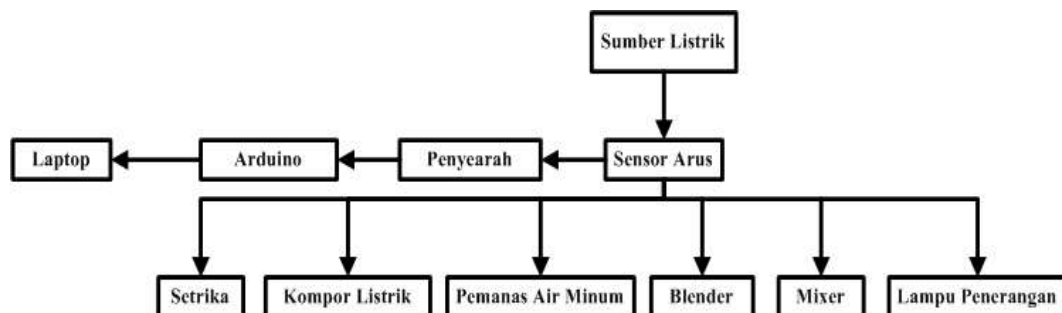 Sumber Listrik
Laptop
Arduino
Penyearah
Sensor Arus
Setrika
Kompor Listrik
Pemanas Air Minum
Blender
Mixer
Lampu Penerangan